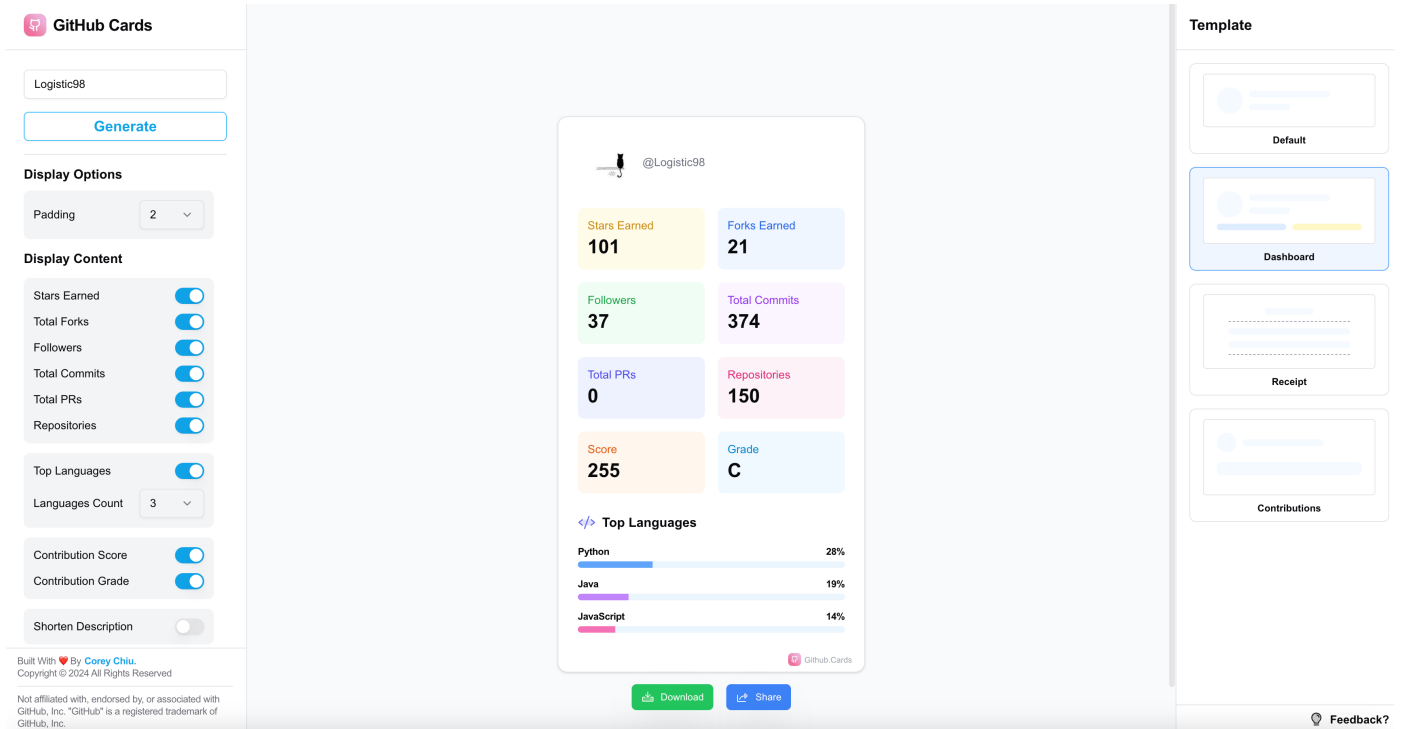 GitHub Cards
Logistic98
Generate
Display Options
Padding
2
Display Content
Stars Earned
Total Forks
Followers
Total Commits
Total PRs
Repositories
Top Languages
Languages Count
3
Contribution Score
Contribution Grade
Shorten Description
Built With ❤️ By Corey Chiu.
Copyright © 2024 All Rights Reserved
Not affiliated with, endorsed by, or associated with
GitHub, Inc. "GitHub" is a registered trademark of
GitHub, Inc.
@Logistic98
Stars Earned
101
Forks Earned
21
Followers
37
Total Commits
374
Total PRs
0
Repositories
150
Score
255
Grade
C
</> Top Languages
Python 28%
Java 19%
JavaScript 14%
Github.Cards
Download
Share
Template
Default
Dashboard
Receipt
Contributions
Feedback?